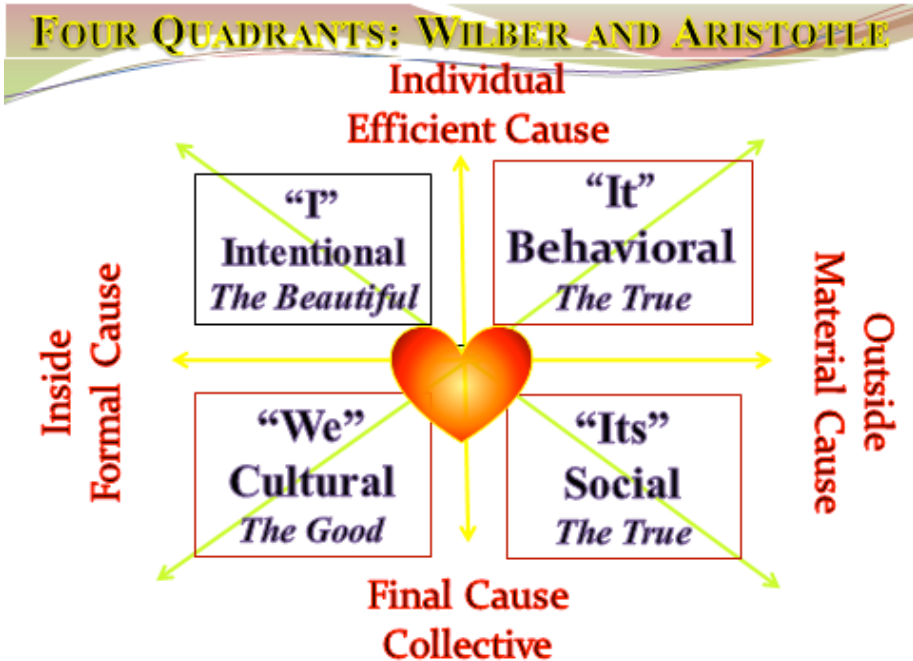 FOUR QUADRANTS: WILBER AND ARISTOTLE
Individual
Efficient Cause
“I”
Intentional
The Beautiful
“It”
Behavioral
The True
Inside
Formal Cause
Outside
Material Cause
“We”
Cultural
The Good
“Its”
Social
The True
Final Cause
Collective